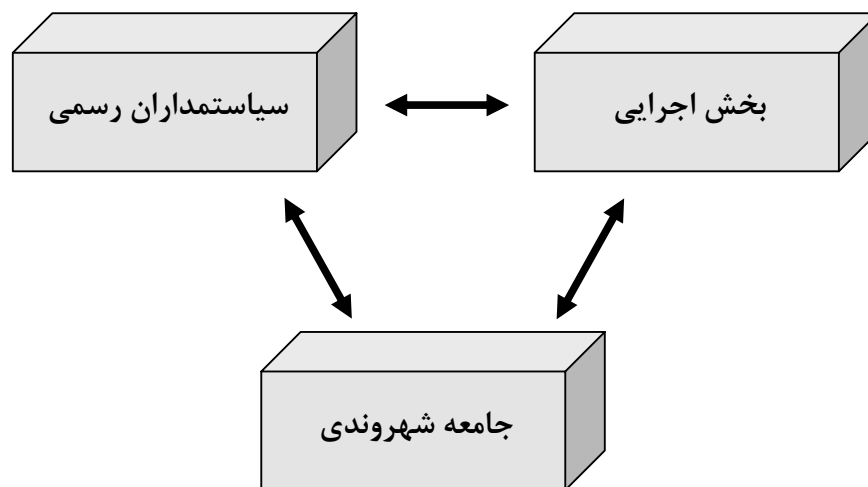 بخش اجرایی
سیاستمداران رسمی
جامعه شهروندی